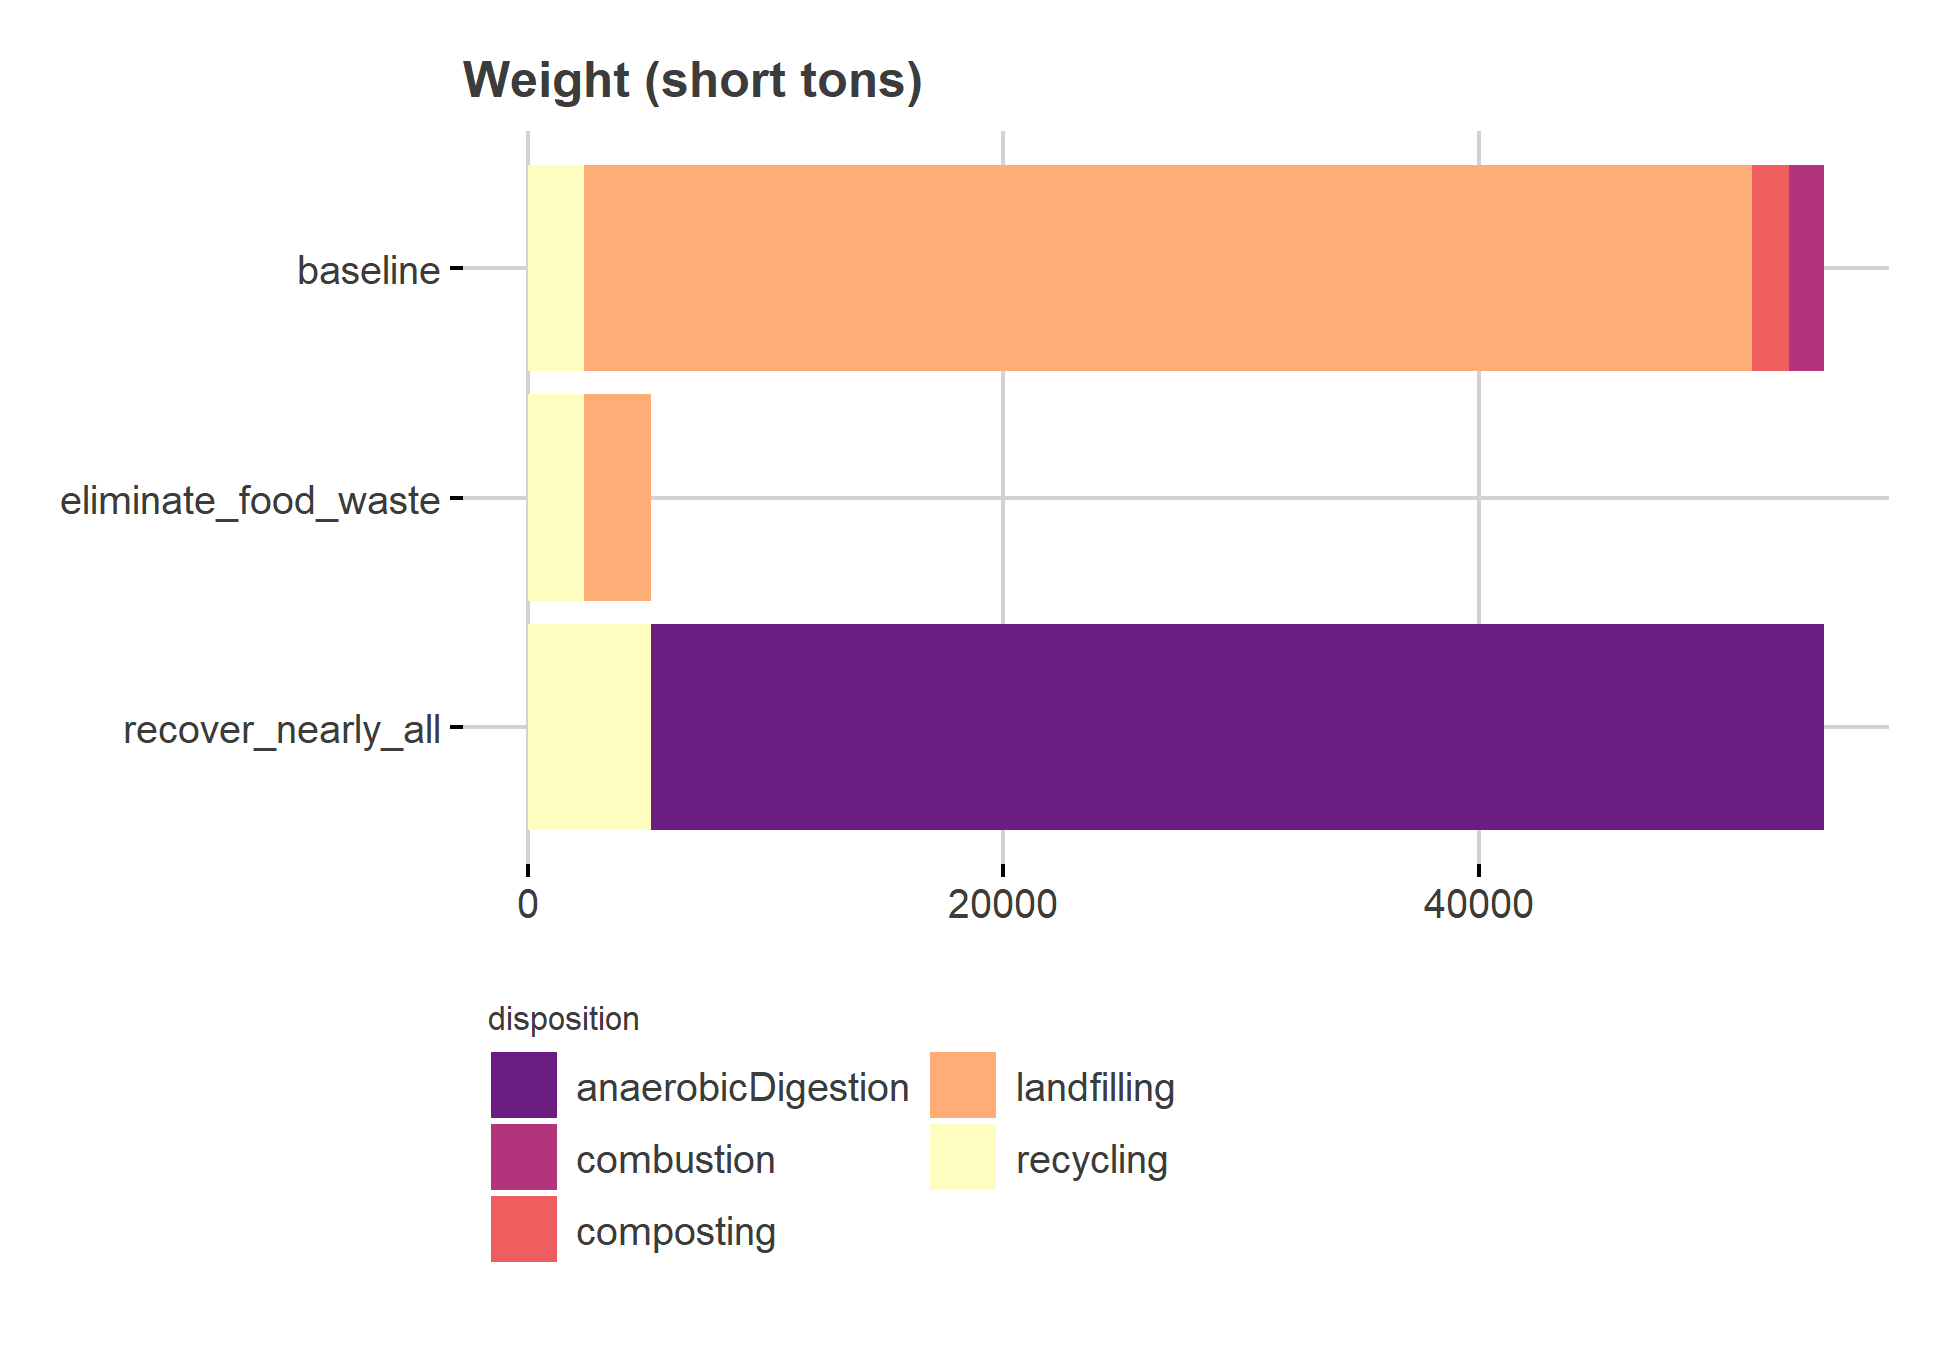 Weight (short tons)
baseline
eliminate_food_waste
recover_nearly_all
0 20000 40000
disposition
anaerobicDigestion landfilling
combustion recycling
composting